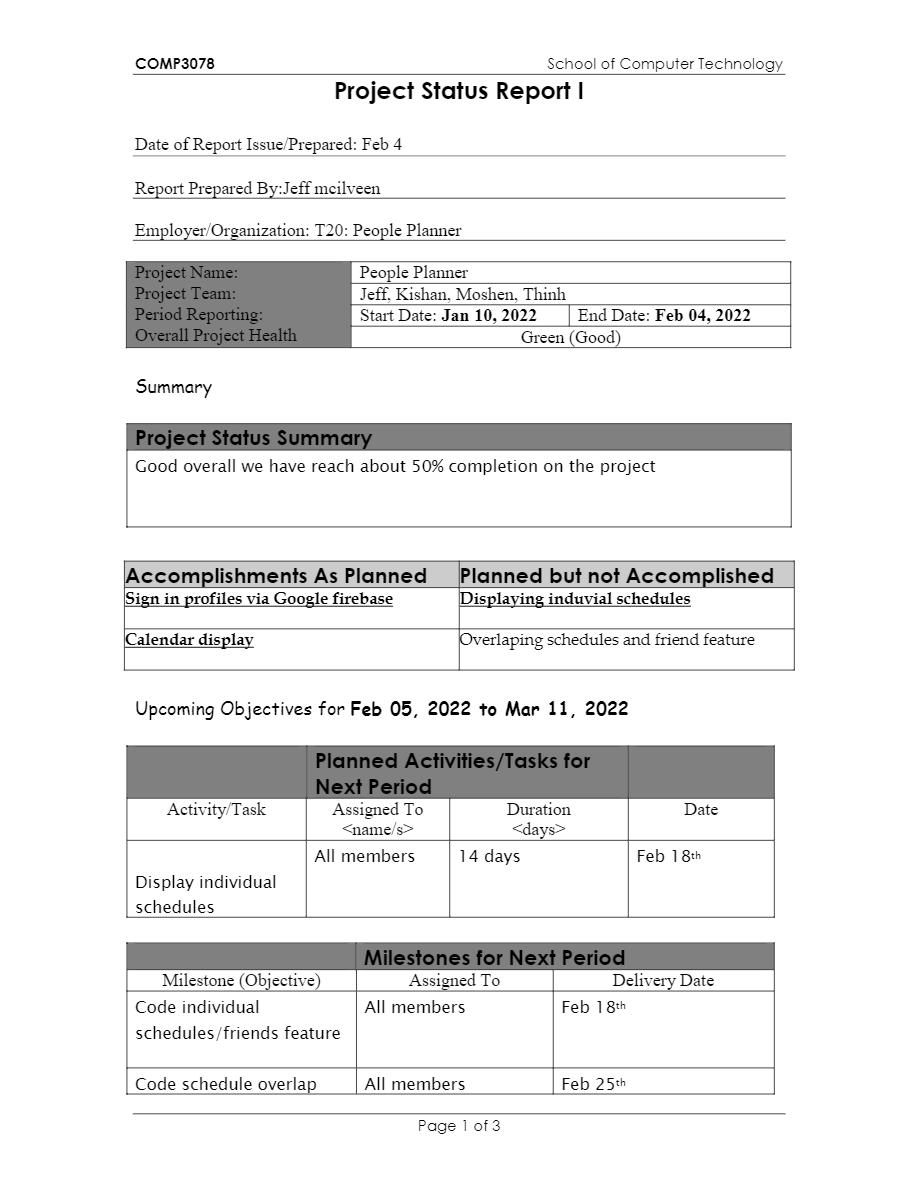 COMP3078 School of Computer Technology
Project Status Report I
Date of Report Issue/Prepared: Feb 4
Report Prepared By:Jeff mcilveen
Employer/Organization: T20: People Planner
Project Name: People Planner
Project Team: Jeff, Kishan, Moshen, Thinh
Period Reporting: Start Date: Jan 10, 2022 End Date: Feb 04, 2022
Overall Project Health Green (Good)
Summary
Project Status Summary
Good overall we have reach about 50% completion on the project
Accomplishments As Planned Planned but not Accomplished
Sign in profiles via Google firebase Displaying induvial schedules
Calendar display Overlaping schedules and friend feature
Upcoming Objectives for Feb 05, 2022 to Mar 11, 2022
Planned Activities/Tasks for
Next Period
Activity/Task Assigned To Duration Date
<name/s> <days>
All members 14 days Feb 18th
Display individual
schedules
Milestones for Next Period
Milestone (Objective) Assigned To Delivery Date
Code individual All members Feb 18th
schedules/friends feature
Code schedule overlap All members Feb 25th
Page 1 of 3